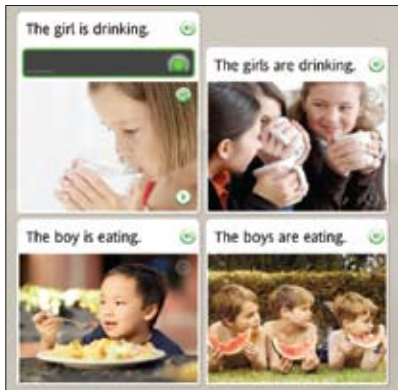 The girl is drinking.
The girls are drinking.
The boy is eating.
The boys are eating.